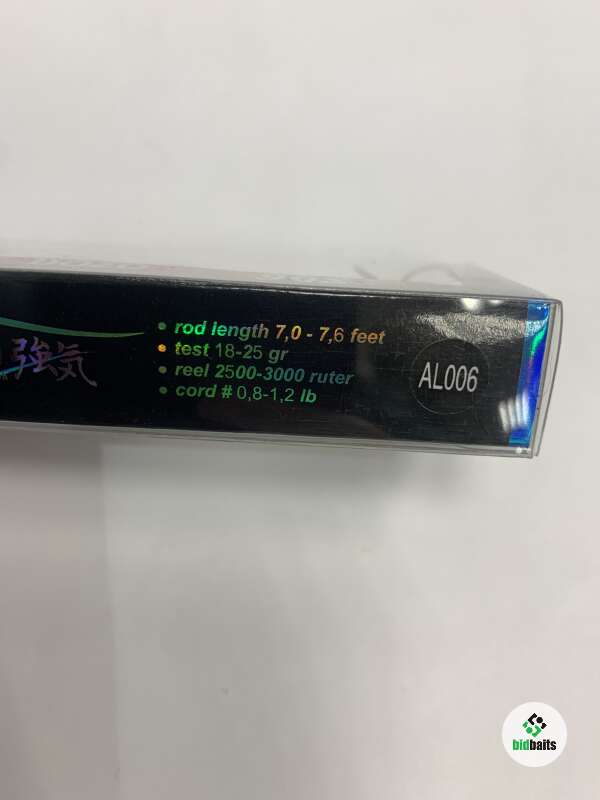 強気
• rod length 7,0 - 7,6 feet
• test 18-25 gr
• reel 2500-3000 ruter
• cord # 0,8-1,2 lb
AL006
bidbaits